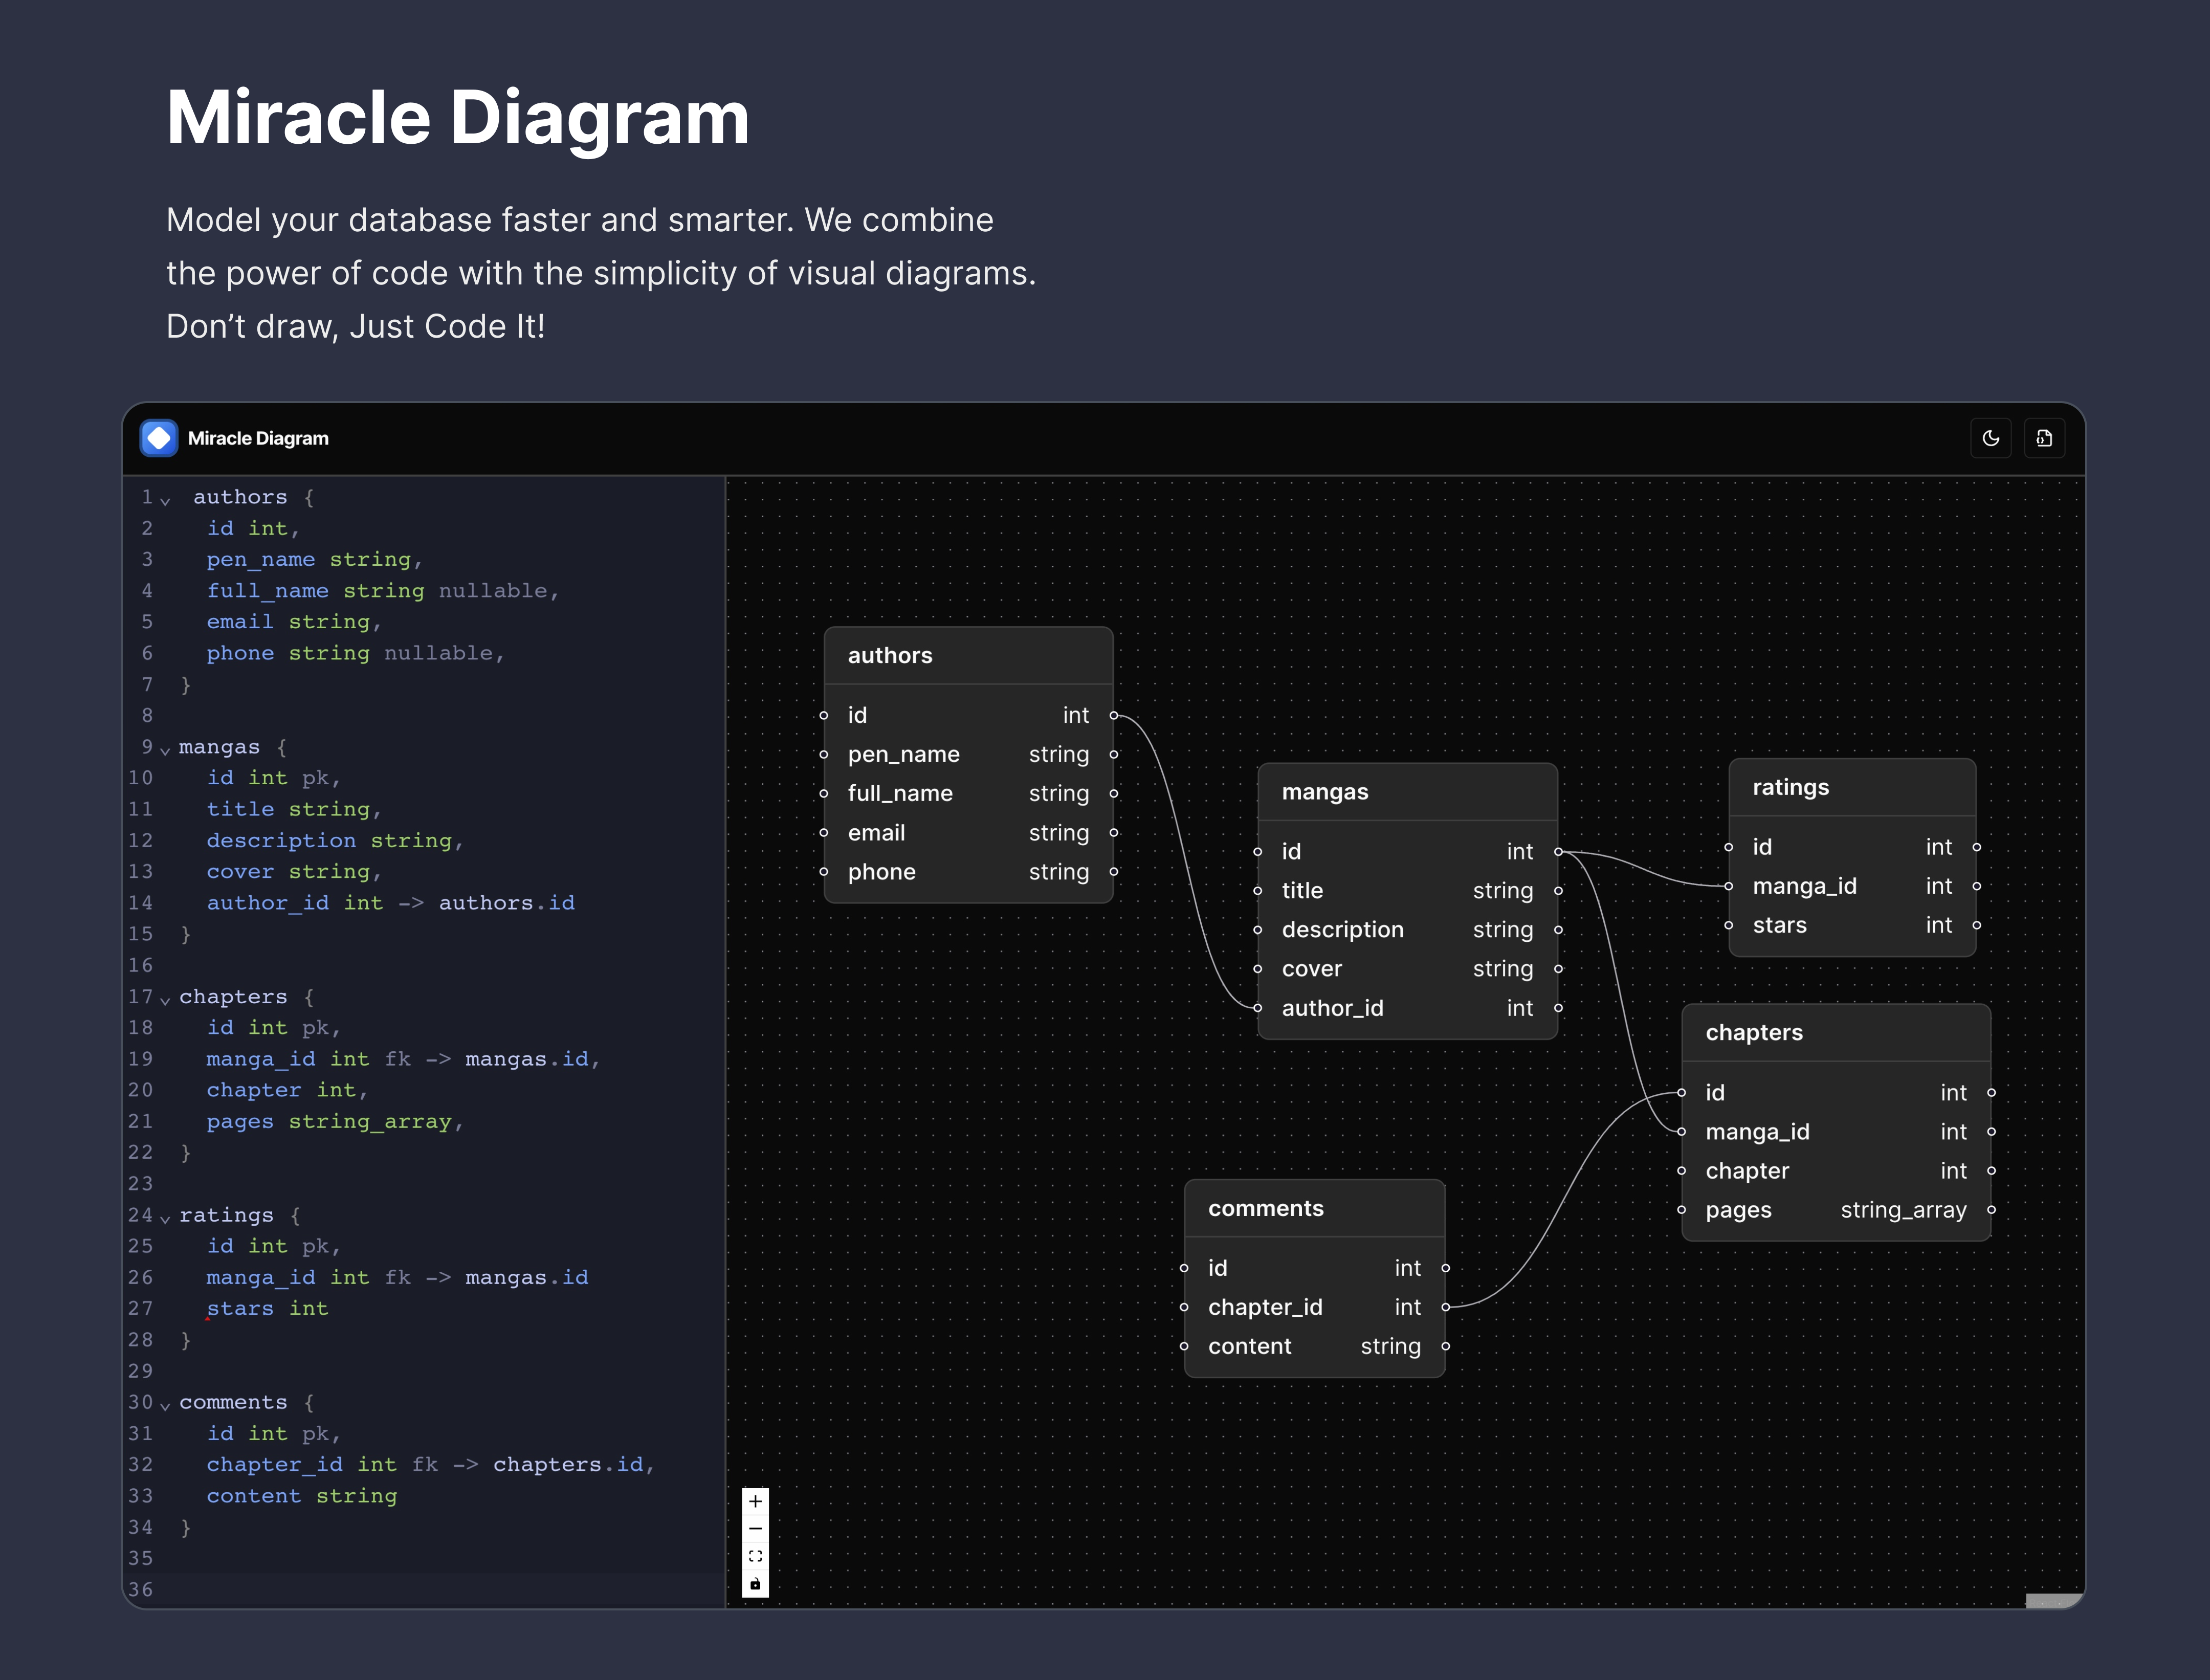 Miracle Diagram
Model your database faster and smarter. We combine
the power of code with the simplicity of visual diagrams.
Don’t draw, Just Code It!
Miracle Diagram
1 authors {
2 id int,
3 pen_name string,
4 full_name string nullable,
5 email string,
6 phone string nullable,
7 }
8
9 mangas {
10 id int pk,
11 title string,
12 description string,
13 cover string,
14 author_id int -> authors.id
15 }
16
17 chapters {
18 id int pk,
19 manga_id int fk -> mangas.id,
20 chapter int,
21 pages string_array,
22 }
23
24 ratings {
25 id int pk,
26 manga_id int fk -> mangas.id
27 stars int
28 }
29
30 comments {
31 id int pk,
32 chapter_id int fk -> chapters.id,
33 content string
34 }
35
36
authors
id int
pen_name string
full_name string
email string
phone string
mangas
id int
title string
description string
cover string
author_id int
ratings
id int
manga_id int
stars int
chapters
id int
manga_id int
chapter int
pages string_array
comments
id int
chapter_id int
content string